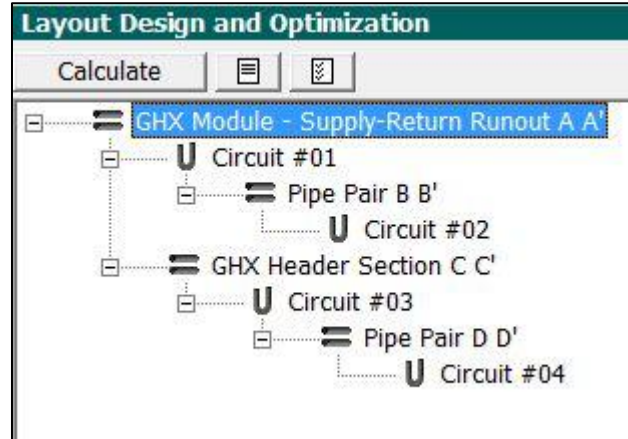 Layout Design and Optimization
Calculate
GHX Module - Supply-Return Runout A A'
Circuit #01
Pipe Pair B B'
Circuit #02
GHX Header Section C C'
Circuit #03
Pipe Pair D D'
Circuit #04